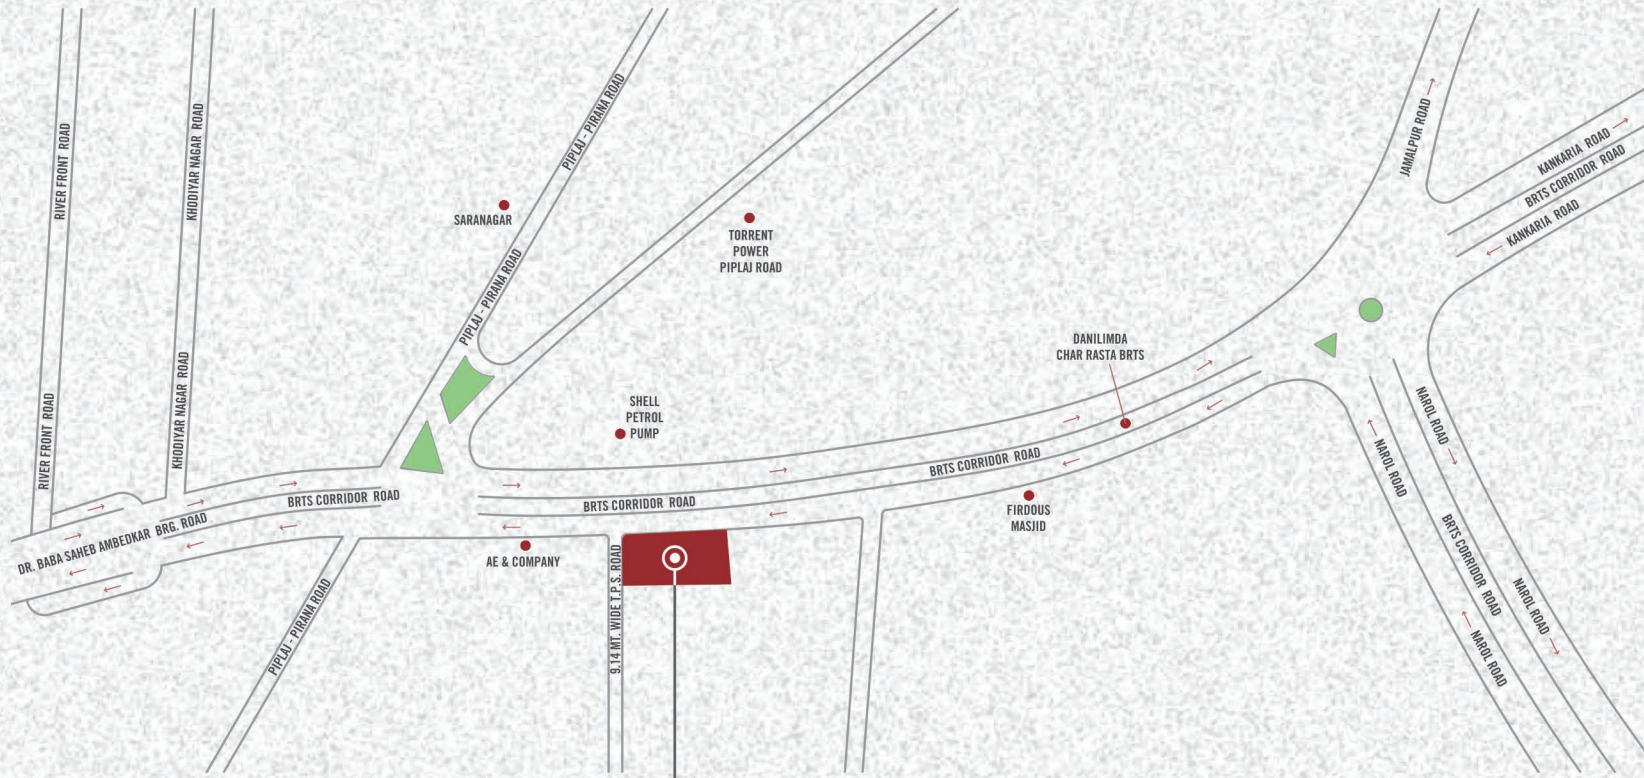 RIVER FRONT ROAD
KHODIYAR NAGAR ROAD
PIPLAJ - PIRANA ROAD
JAMALPUR ROAD
KANKARIA ROAD
BRTS CORRIDOR ROAD
KANKARIA ROAD
SARANAGAR
TORRENT
POWER
PIPLAJ ROAD
PIPLAJ - PIRANA ROAD
DANILIMDA
CHAR RASTA BRTS
RIVER FRONT ROAD
KHODIYAR NAGAR ROAD
SHELL
PETROL
PUMP
NAROL ROAD
NAROL ROAD
BRTS CORRIDOR ROAD
BRTS CORRIDOR ROAD
BRTS CORRIDOR ROAD
FIRDOUS
MASJID
DR. BABA SAHEB AMBEDKAR BRG. ROAD
AE & COMPANY
9.14 MT. WIDE T.P.S. ROAD
PIPLAJ - PIRANA ROAD
BRTS CORRIDOR ROAD
NAROL ROAD
NAROL ROAD